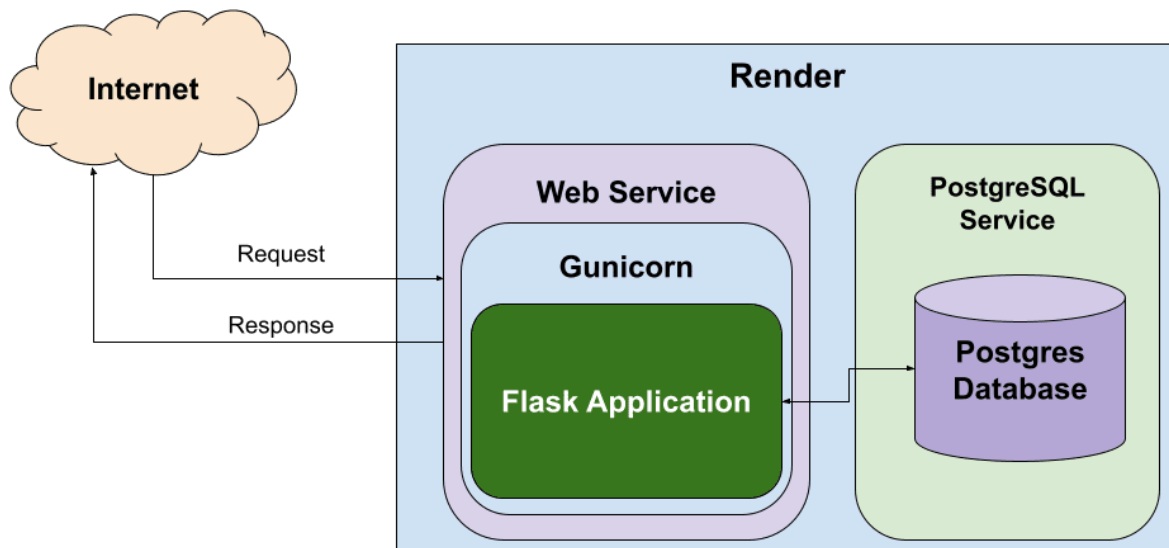 Internet
Render
Web Service
PostgreSQL
Service
Request
Gunicorn
Response
Flask Application
Postgres
Database